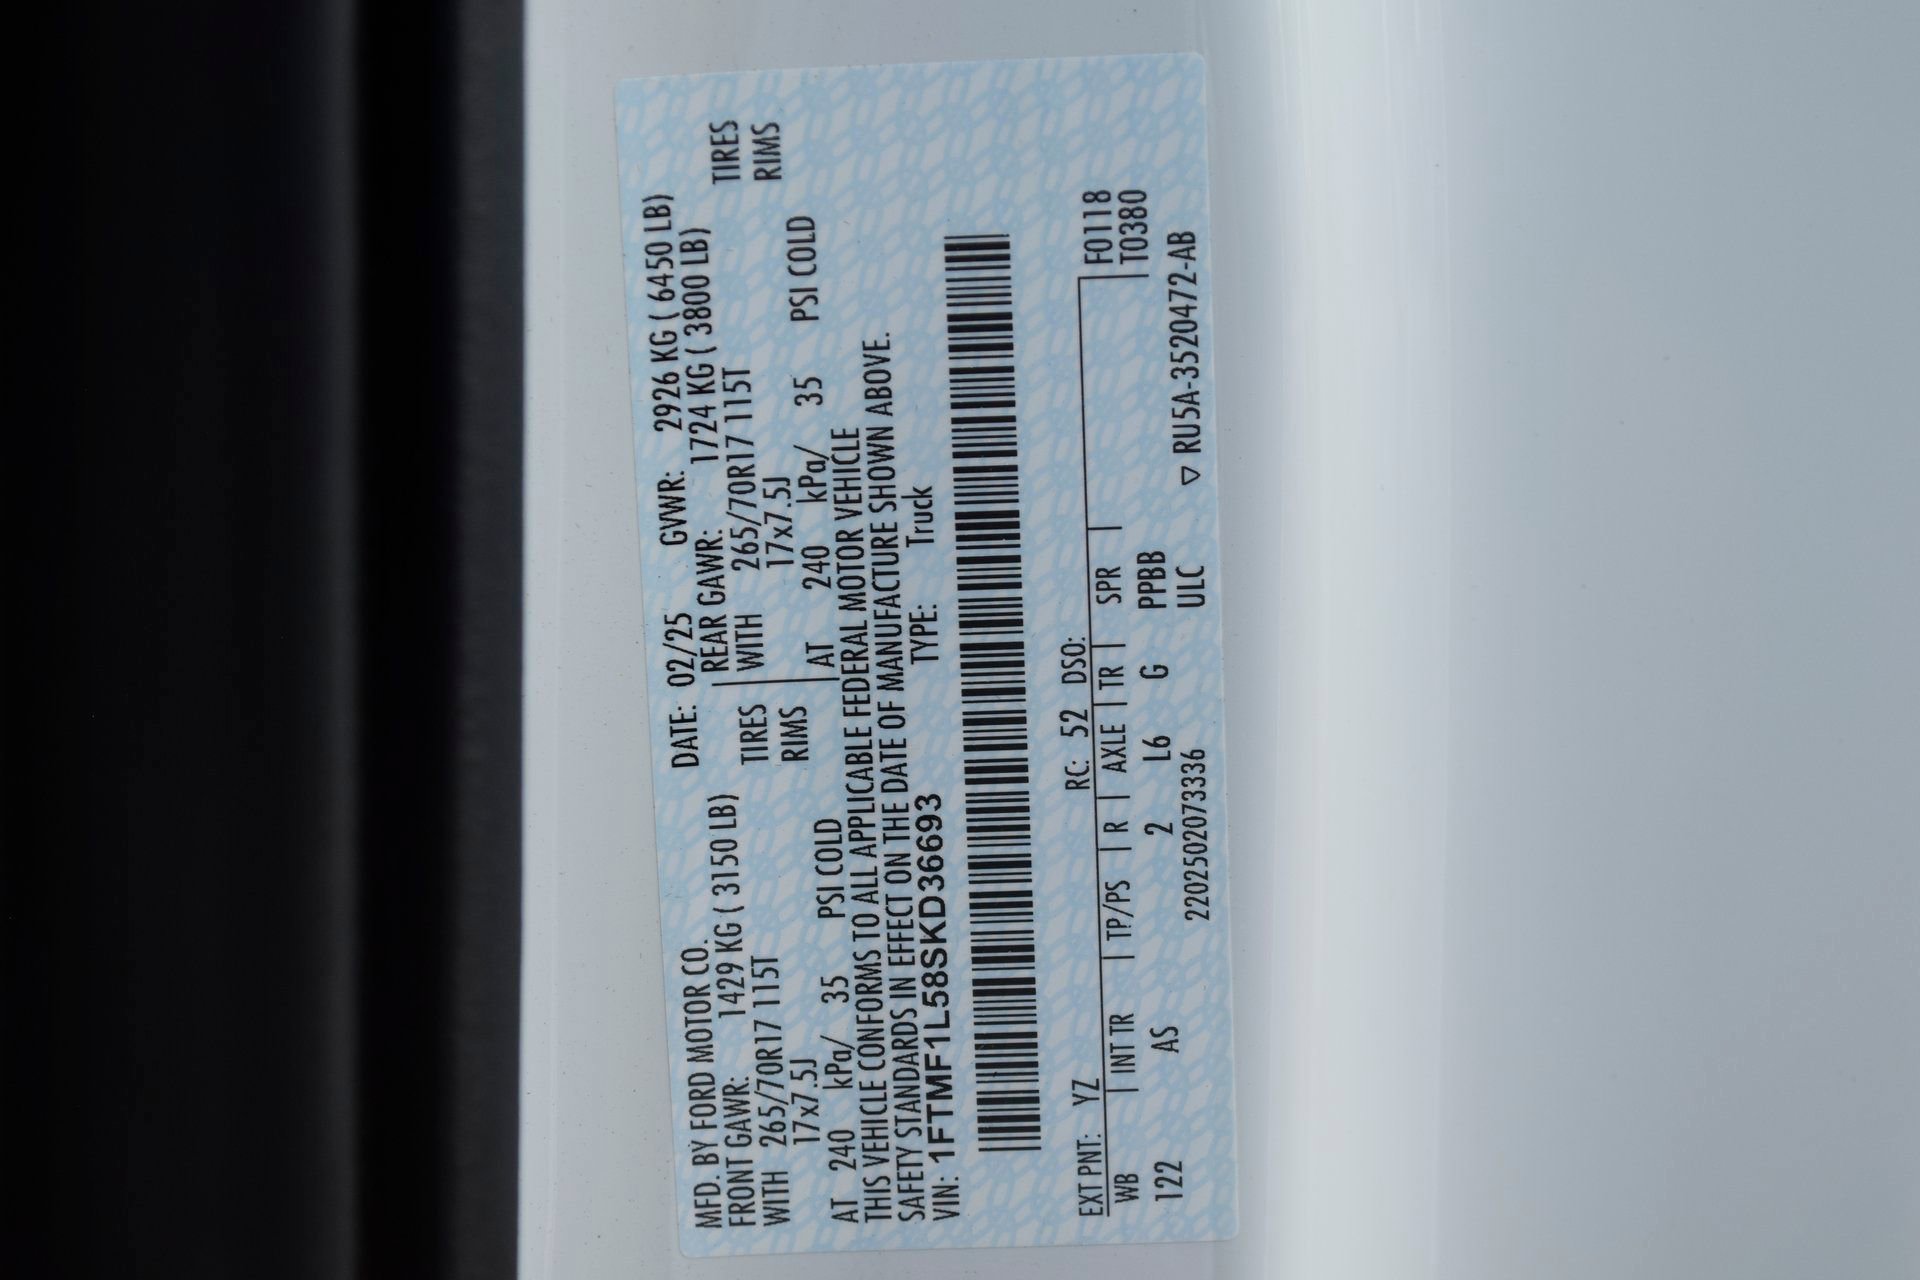 MFD. BY FORD MOTOR CO. DATE: 02/25 GVWR: 2926 KG ( 6450 LB)
FRONT GAWR: 1429 KG ( 3150 LB) REAR GAWR: 1724 KG ( 3800 LB)
WITH 265/70R17 115T TIRES WITH 265/70R17 115T TIRES
17x7.5J RIMS 17x7.5J RIMS
AT 240 kPa/ 35 PSI COLD AT 240 kPa/ 35 PSI COLD
THIS VEHICLE CONFORMS TO ALL APPLICABLE FEDERAL MOTOR VEHICLE
SAFETY STANDARDS IN EFFECT ON THE DATE OF MANUFACTURE SHOWN ABOVE.
VIN: 1FTMF1L58SKD36693 TYPE: Truck
EXT PNT: YZ RC: 52 DSO: F0118
WB | INT TR | TP/PS | R | AXLE | TR | SPR | T0380
122 AS 2 L6 G PPBB
2202502073336 ULC ▽ RU5A-3520472-AB